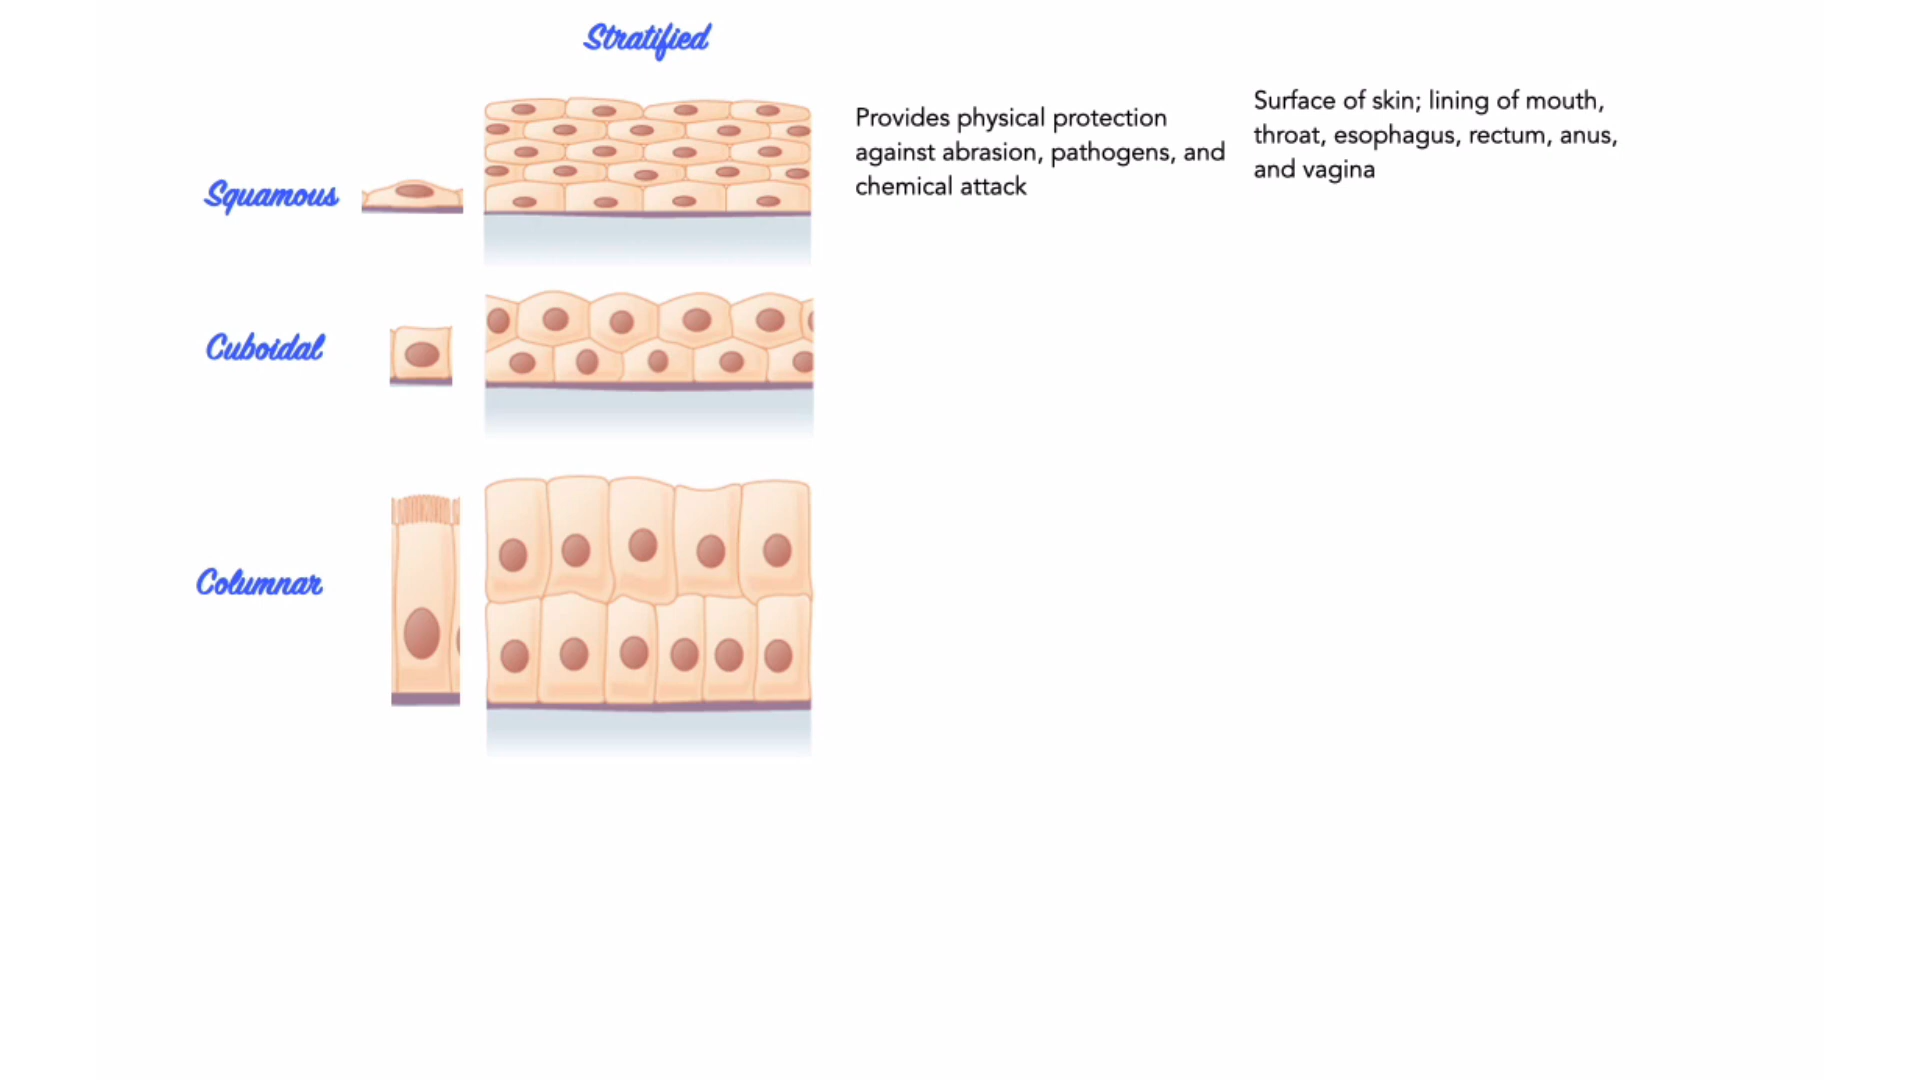 Stratified
Squamous
Provides physical protection
against abrasion, pathogens, and
chemical attack
Surface of skin; lining of mouth,
throat, esophagus, rectum, anus,
and vagina
Cuboidal
Columnar